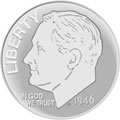 LIBERTY
IN GOD
WE TRUST
1946